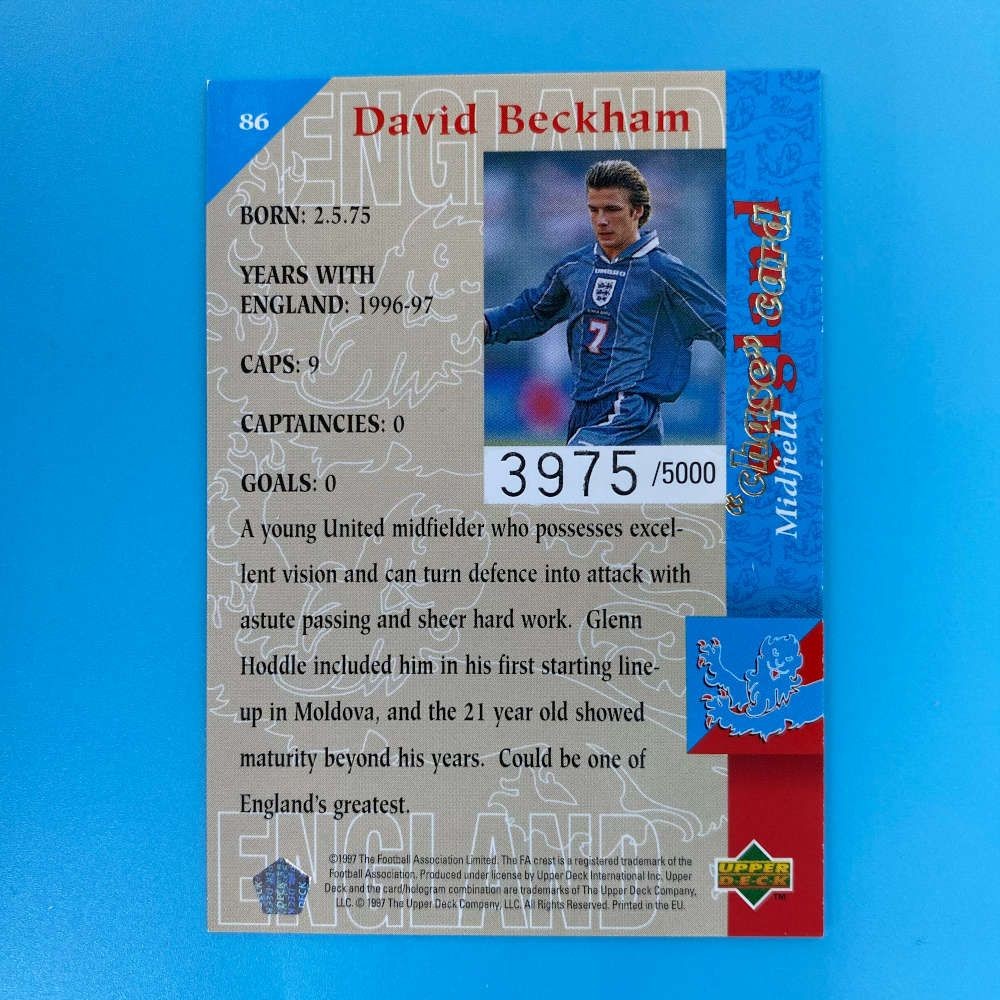 86
David Beckham
BORN: 2.5.75
YEARS WITH
ENGLAND: 1996-97
CAPS: 9
CAPTAINCIES: 0
GOALS: 0
UMBRO
7
3975 /5000
A young United midfielder who possesses excel-
lent vision and can turn defence into attack with
astute passing and sheer hard work. Glenn
Hoddle included him in his first starting line-
up in Moldova, and the 21 year old showed
maturity beyond his years. Could be one of
England's greatest.
ENGLAND
ENGLAND
England
"chase" card
Midfield
©1997 The Football Association Limited. The FA crest is a registered trademark of the
Football Association. Produced under license by Upper Deck International Inc. Upper
Deck and the card/hologram combination are trademarks of The Upper Deck Company,
LLC. © 1997 The Upper Deck Company, LLC. All Rights Reserved. Printed in the EU.
UPPER
DECK
TM